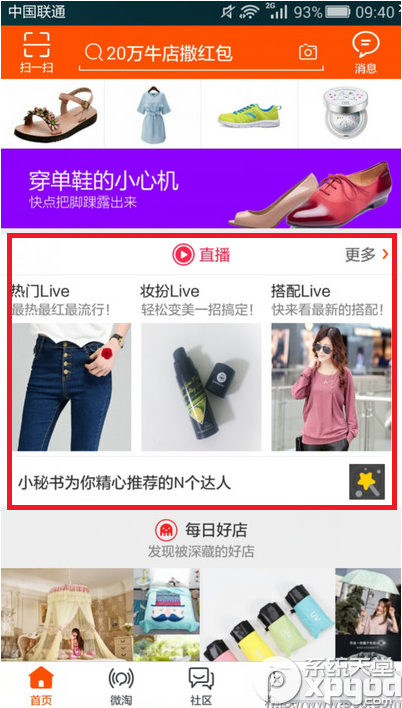 中国联通
2G 93% 09:40
扫一扫
20万牛店撒红包
消息
穿单鞋的小心机
快点把脚踝露出来
直播
更多
热门Live
最热最红最流行！
妆扮Live
轻松变美一招搞定！
搭配Live
快来看最新的搭配！
小秘书为你精心推荐的N个达人
每日好店
发现被深藏的好店
首页
微淘
社区
系统天堂